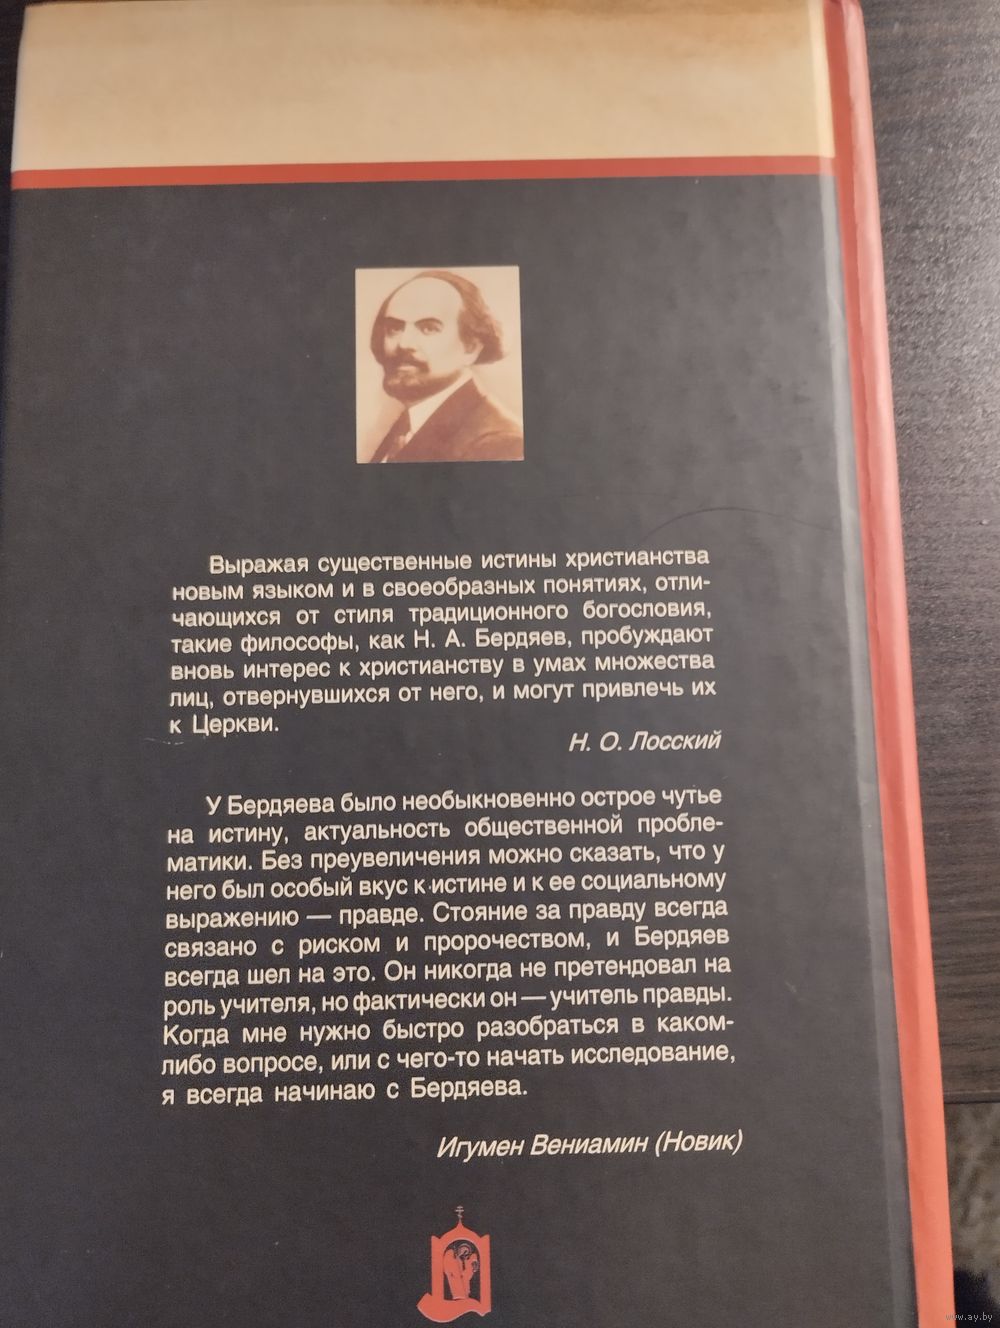 Выражая существенные истины христианства
новым языком и в своеобразных понятиях, отли-
чающихся от стиля традиционного богословия,
такие философы, как Н. А. Бердяев, пробуждают
вновь интерес к христианству в умах множества
лиц, отвернувшихся от него, и могут привлечь их
к Церкви.
Н. О. Лосский
У Бердяева было необыкновенно острое чутье
на истину, актуальность общественной пробле-
матики. Без преувеличения можно сказать, что у
него был особый вкус к истине и к ее социальному
выражению — правде. Стояние за правду всегда
связано с риском и пророчеством, и Бердяев
всегда шел на это. Он никогда не претендовал на
роль учителя, но фактически он — учитель правды.
Когда мне нужно быстро разобраться в каком-
либо вопросе, или с чего-то начать исследование,
я всегда начинаю с Бердяева.
Игумен Вениамин (Новик)
www.ay.by